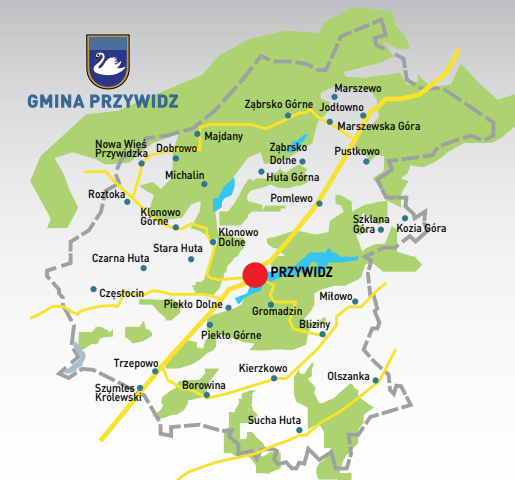 GMINA PRZYWIDZ
Marszewo
Ząbrsko Górne
Jodłowno
Marszewska Góra
Majdany
Nowa Wieś
Przywidzka
Dobrowo
Ząbrsko
Dolne
Pustkowo
Michalin
Huta Górna
Roztoka
Pomlewo
Klonowo
Górne
Szklana
Góra
Kozia Góra
Klonowo
Dolne
Stara Huta
Czarna Huta
PRZYWIDZ
Częstocin
Miłowo
Piekło Dolne
Gromadzin
Bliziny
Piekło Górne
Trzepowo
Kierzkowo
Olszanka
Szumleś
Królewski
Borowina
Sucha Huta